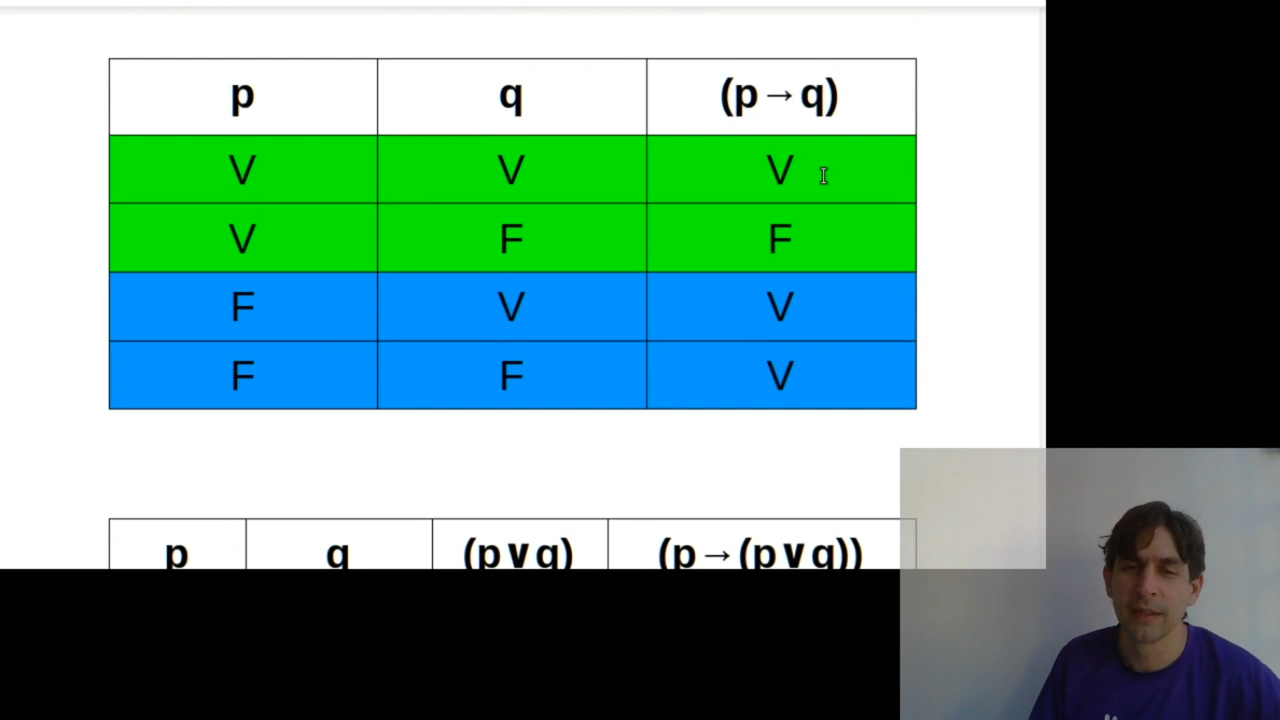 p q (p→q)
V V V
V F F
F V V
F F V
p q (p∨q) (p→(p∨q))